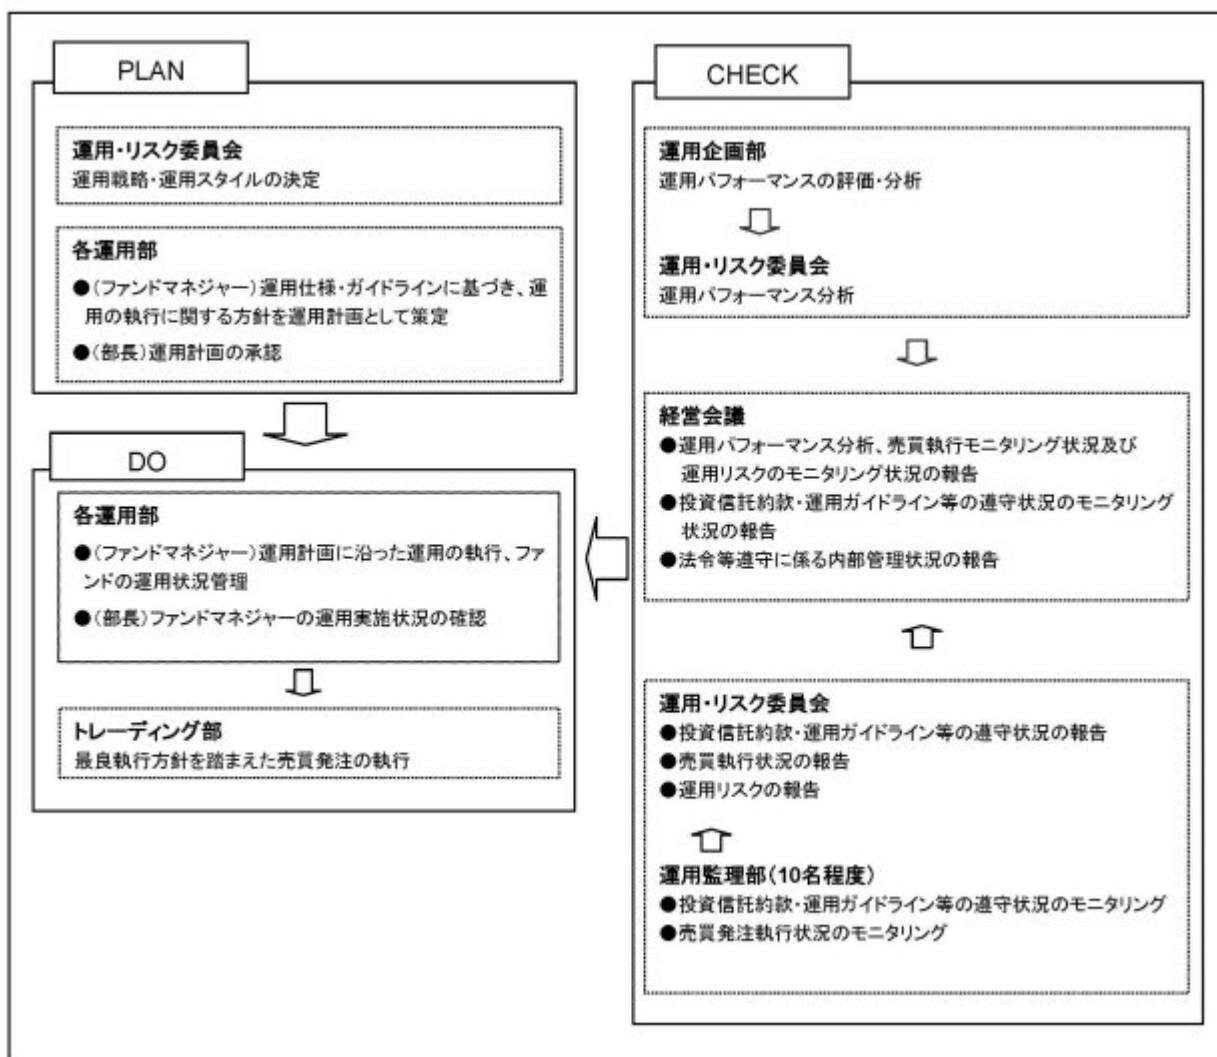 PLAN
運用・リスク委員会
運用戦略・運用スタイルの決定
各運用部
●(ファンドマネジャー)運用仕様・ガイドラインに基づき、運
用の執行に関する方針を運用計画として策定
●(部長)運用計画の承認
DO
各運用部
●(ファンドマネジャー)運用計画に沿った運用の執行、ファ
ンドの運用状況管理
●(部長)ファンドマネジャーの運用実施状況の確認
トレーディング部
最良執行方針を踏まえた売買発注の執行
CHECK
運用企画部
運用パフォーマンスの評価・分析
運用・リスク委員会
運用パフォーマンス分析
経営会議
●運用パフォーマンス分析、売買執行モニタリング状況及び
運用リスクのモニタリング状況の報告
●投資信託約款・運用ガイドライン等の遵守状況のモニタリング
状況の報告
●法令等遵守に係る内部管理状況の報告
運用・リスク委員会
●投資信託約款・運用ガイドライン等の遵守状況の報告
●売買執行状況の報告
●運用リスクの報告
運用監理部(10名程度)
●投資信託約款・運用ガイドライン等の遵守状況のモニタリング
●売買発注執行状況のモニタリング